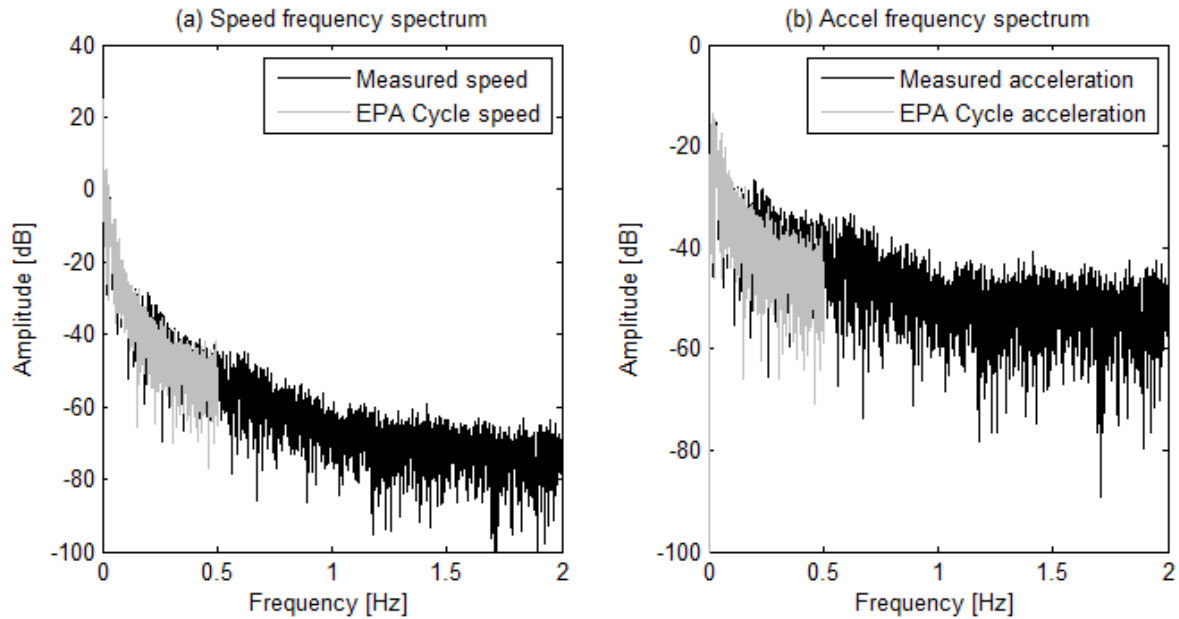 (a) Speed frequency spectrum
40
20
0
-20
-40
-60
-80
-100
Amplitude [dB]
Measured speed
EPA Cycle speed
0
0.5
1
1.5
2
Frequency [Hz]
(b) Accel frequency spectrum
0
-20
-40
-60
-80
-100
Amplitude [dB]
Measured acceleration
EPA Cycle acceleration
0
0.5
1
1.5
2
Frequency [Hz]